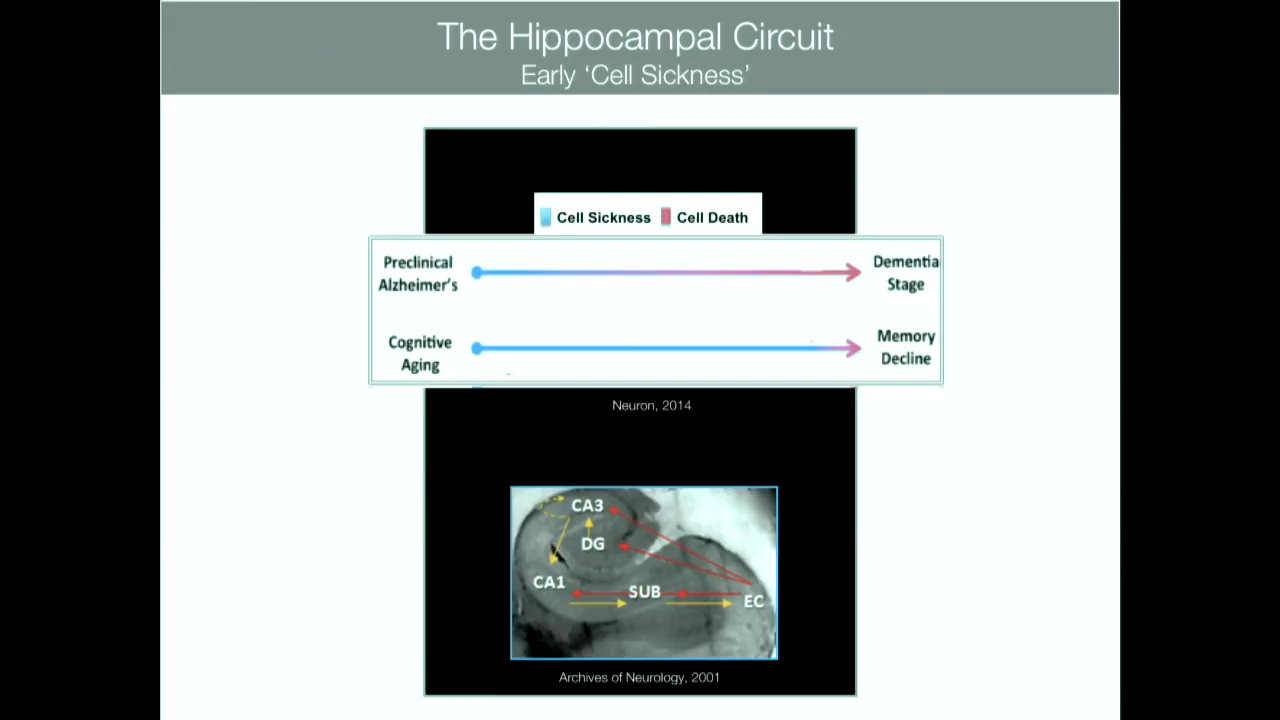 The Hippocampal Circuit
Early ‘Cell Sickness’
Cell Sickness Cell Death
Preclinical
Alzheimer's
Dementia
Stage
Cognitive
Aging
Memory
Decline
Neuron, 2014
CA3
DG
CA1
SUB
EC
Archives of Neurology, 2001